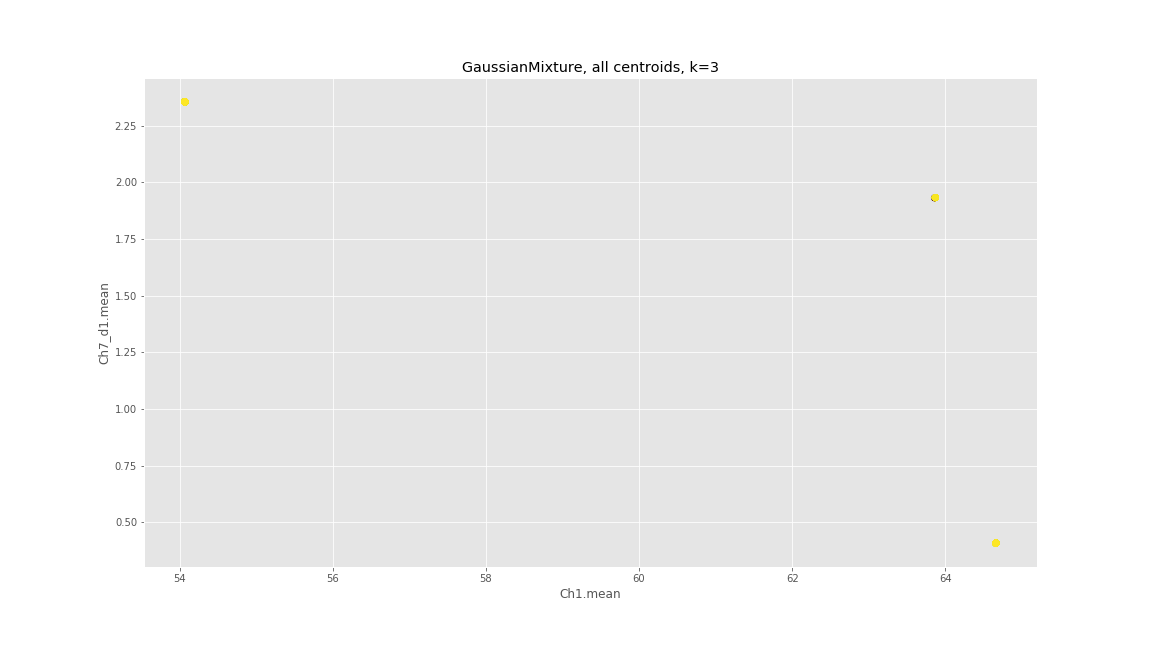 GaussianMixture, all centroids, k=3
2.25
2.00
1.75
1.50
1.25
1.00
0.75
0.50
Ch7_d1.mean
54 56 58 60 62 64
Ch1.mean